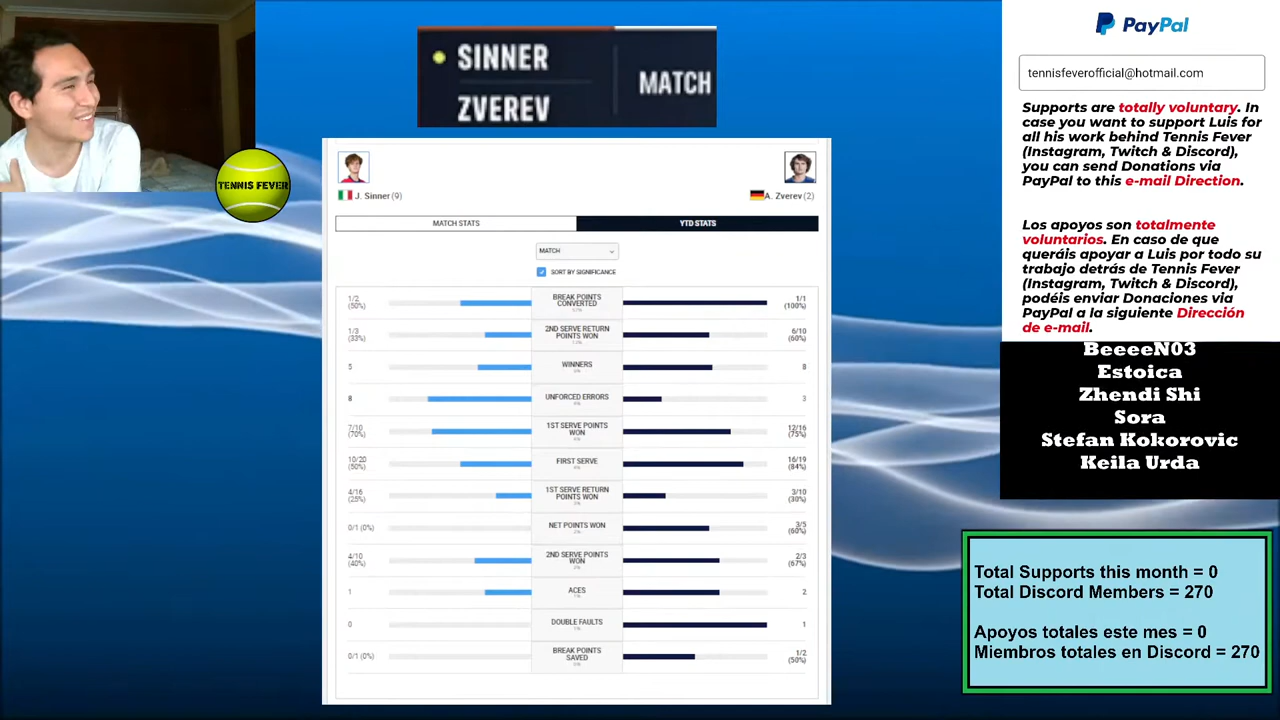 SINNER
ZVEREV
MATCH
TENNIS FEVER
J. Sinner (9)
A. Zverev (2)
MATCH STATS
YTD STATS
MATCH
SORT BY SIGNIFICANCE
1/2
(50%)
BREAK POINTS
CONVERTED
1/1
(100%)
1/3
(33%)
2ND SERVE RETURN
POINTS WON
6/10
(60%)
5
WINNERS
8
8
UNFORCED ERRORS
3
7/10
(70%)
1ST SERVE POINTS
WON
12/16
(75%)
10/20
(50%)
FIRST SERVE
16/19
(84%)
4/16
(25%)
1ST SERVE RETURN
POINTS WON
3/10
(30%)
0/1 (0%)
NET POINTS WON
3/5
(60%)
4/10
(40%)
2ND SERVE POINTS
WON
2/3
(67%)
1
ACES
2
0
DOUBLE FAULTS
1
0/1 (0%)
BREAK POINTS
SAVED
1/2
(50%)
PayPal
tennisfeverofficial@hotmail.com
Supports are totally voluntary. In
case you want to support Luis for
all his work behind Tennis Fever
(Instagram, Twitch & Discord),
you can send Donations via
PayPal to this e-mail Direction.
Los apoyos son totalmente
voluntarios. En caso de que
queráis apoyar a Luis por todo su
trabajo detrás de Tennis Fever
(Instagram, Twitch & Discord),
podéis enviar Donaciones vía
PayPal a la siguiente Dirección
de e-mail.
BeeeeN03
Estoica
Zhendi Shi
Sora
Stefan Kokorovic
Keila Urda
Total Supports this month = 0
Total Discord Members = 270
Apoyos totales este mes = 0
Miembros totales en Discord = 270